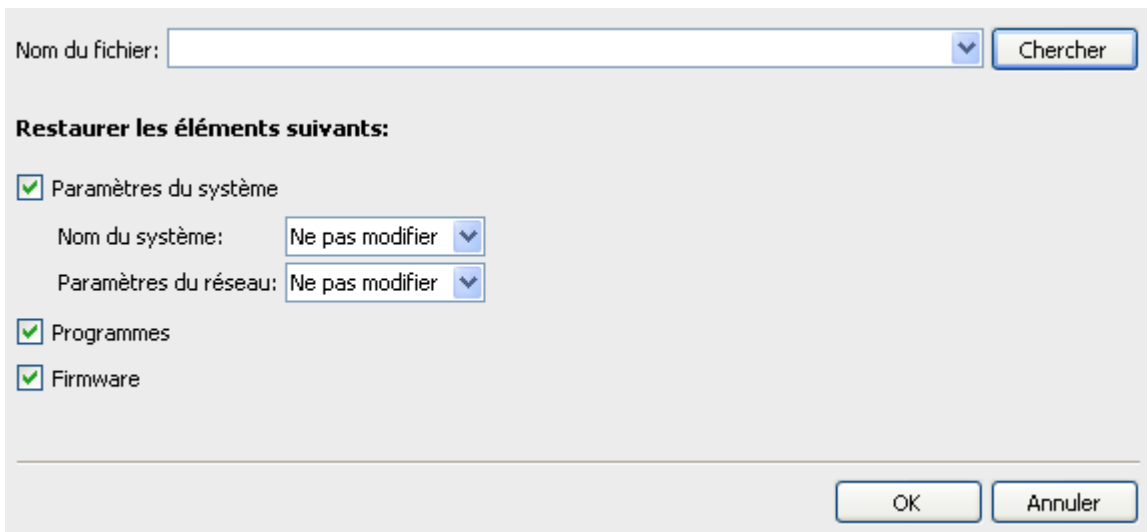 Nom du fichier: Chercher
Restaurer les éléments suivants:
Paramètres du système
Nom du système: Ne pas modifier
Paramètres du réseau: Ne pas modifier
Programmes
Firmware
OK Annuler